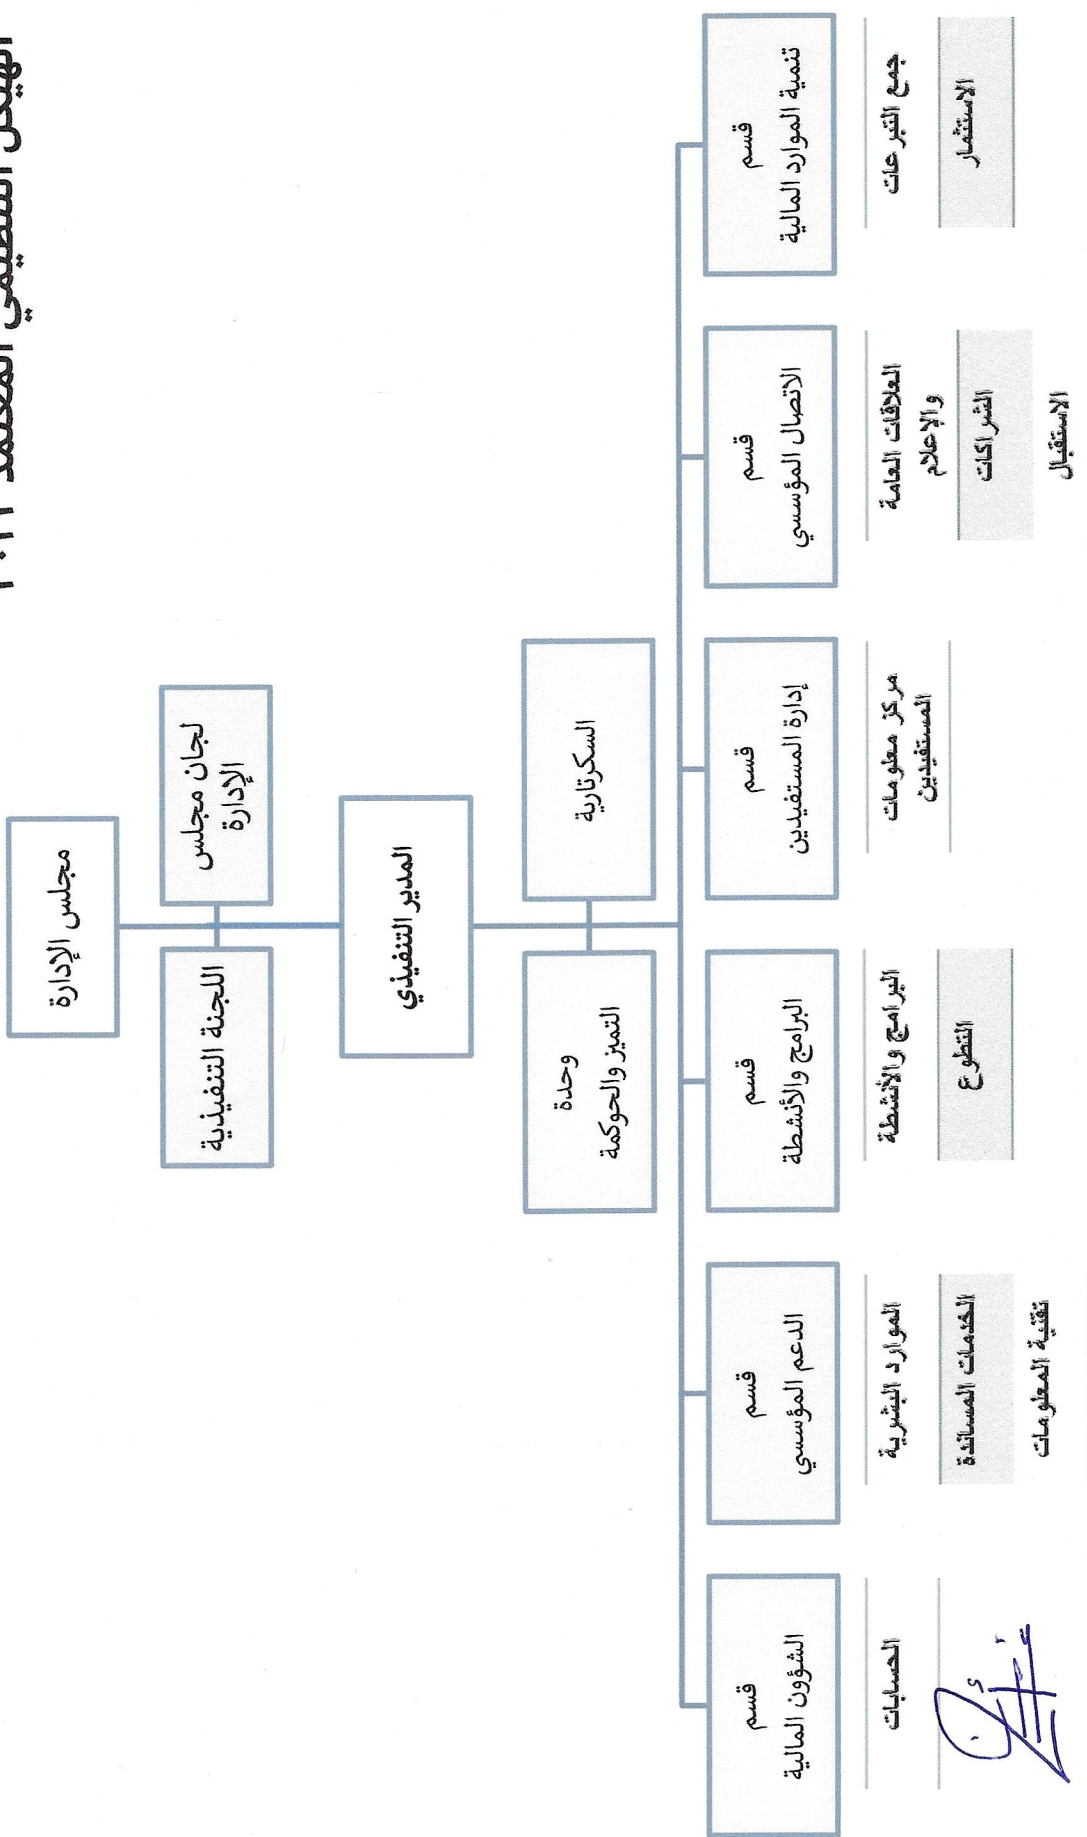 الهيكل التنظيمي المعتمد
مجلس الإدارة
لجان مجلس
الإدارة
اللجنة التنفيذية
المدير التنفيذي
السكرتارية
وحدة
التميز والحوكمة
قسم
تنمية الموارد المالية
جمع التبرعات
الاستثمار
قسم
الاتصال المؤسسي
العلاقات العامة
والإعلام
الشراكات
الاستقبال
قسم
إدارة المستفيدين
مركز معلومات
المستفيدين
قسم
البرامج والأنشطة
البرامج والأنشطة
التطوع
قسم
الدعم المؤسسي
الموارد البشرية
الخدمات المساندة
تقنية المعلومات
قسم
الشؤون المالية
الحسابات